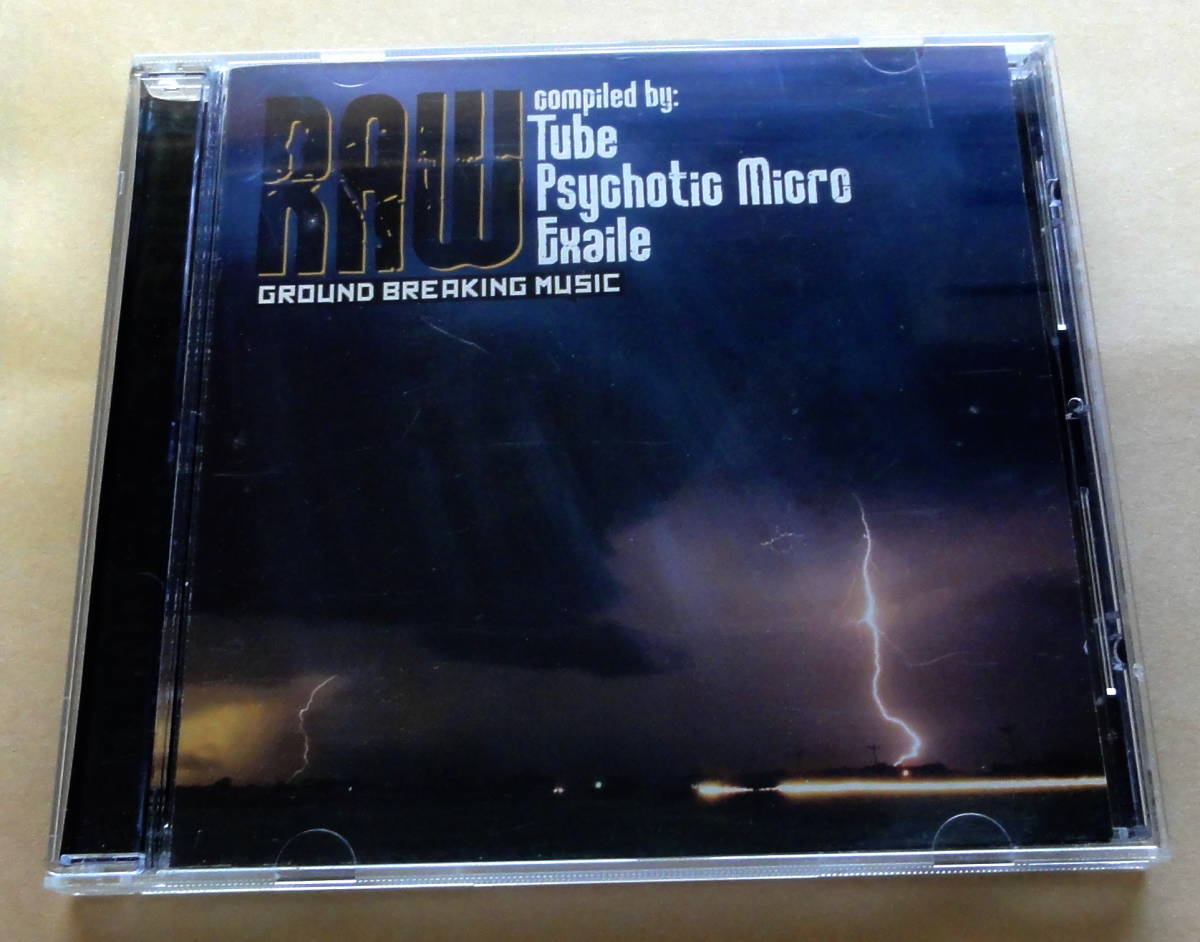 RAW
compiled by:
Tube
Psychotic Micro
Exaile
GROUND BREAKING MUSIC